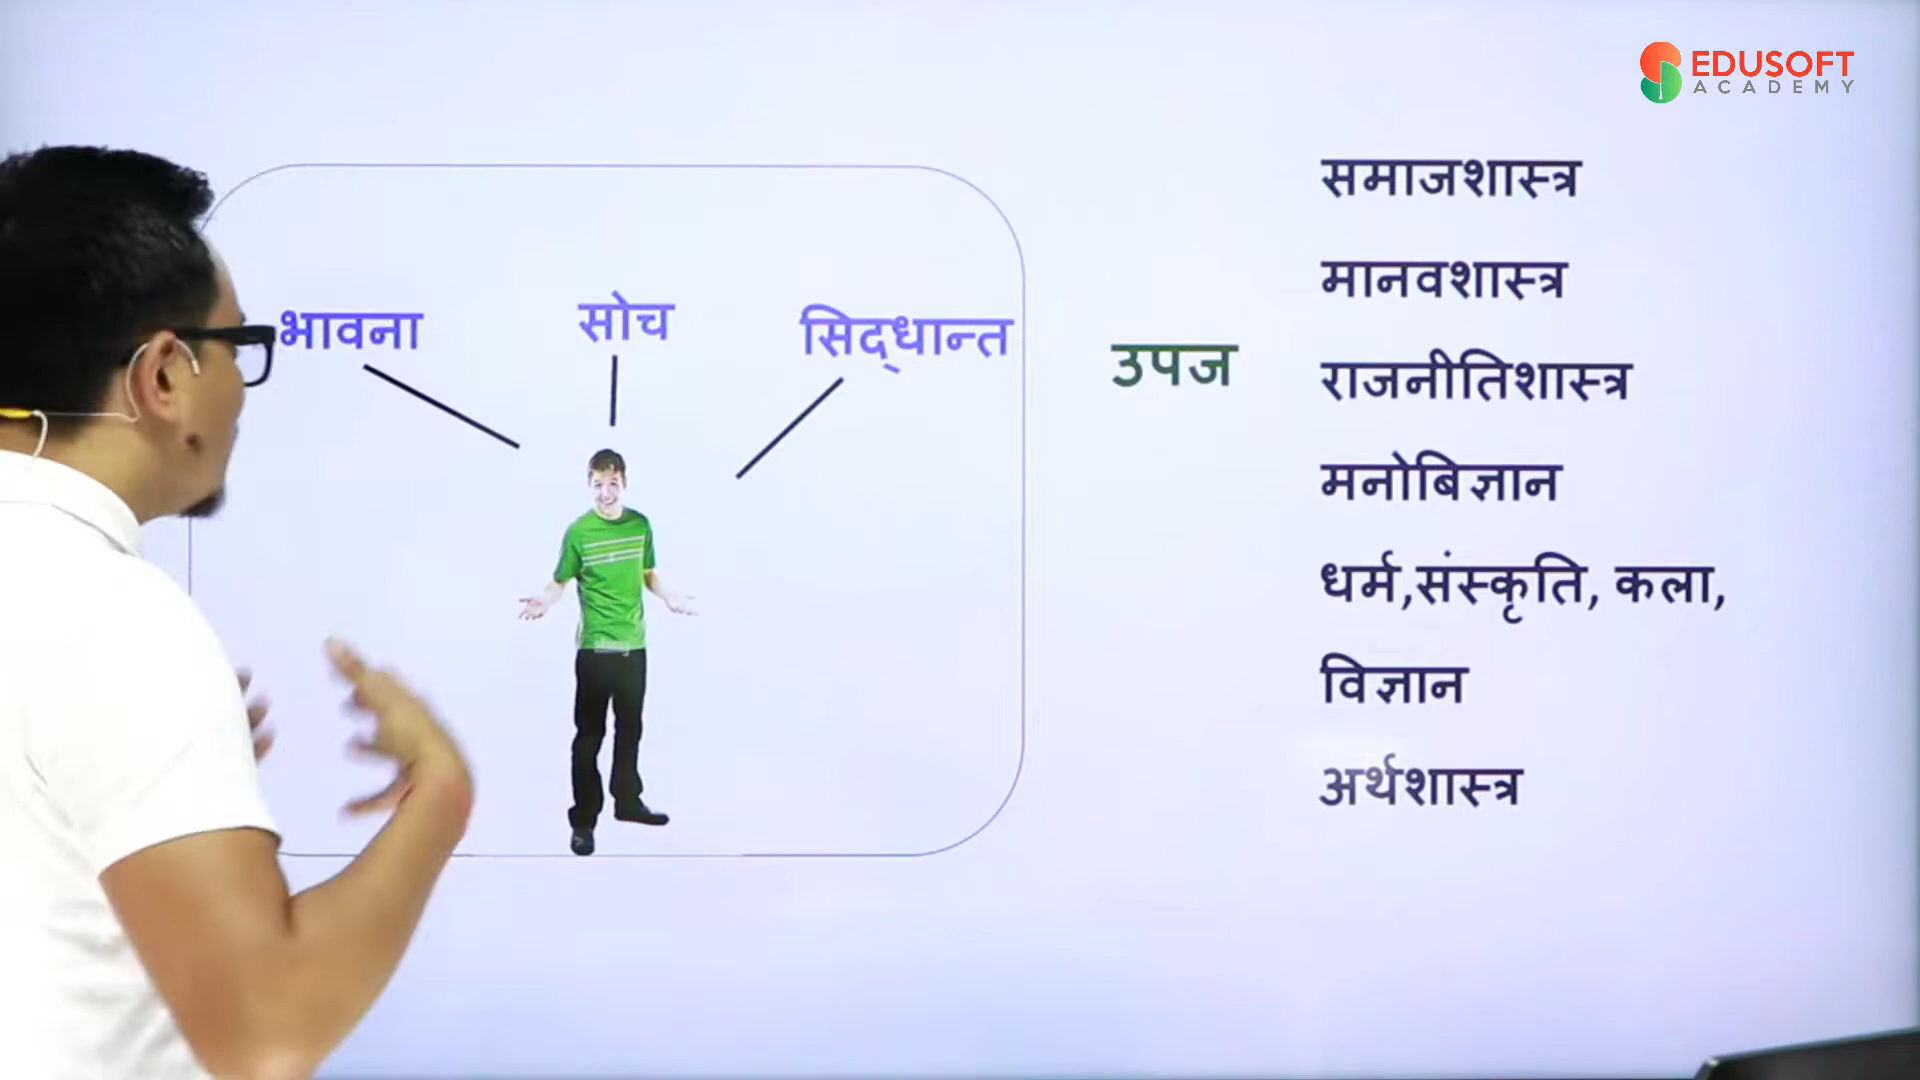 EDUSOFT
ACADEMY
भावना
सोच
सिद्धान्त
उपज
समाजशास्त्र
मानवशास्त्र
राजनीतिशास्त्र
मनोबिज्ञान
धर्म,संस्कृति, कला,
विज्ञान
अर्थशास्त्र